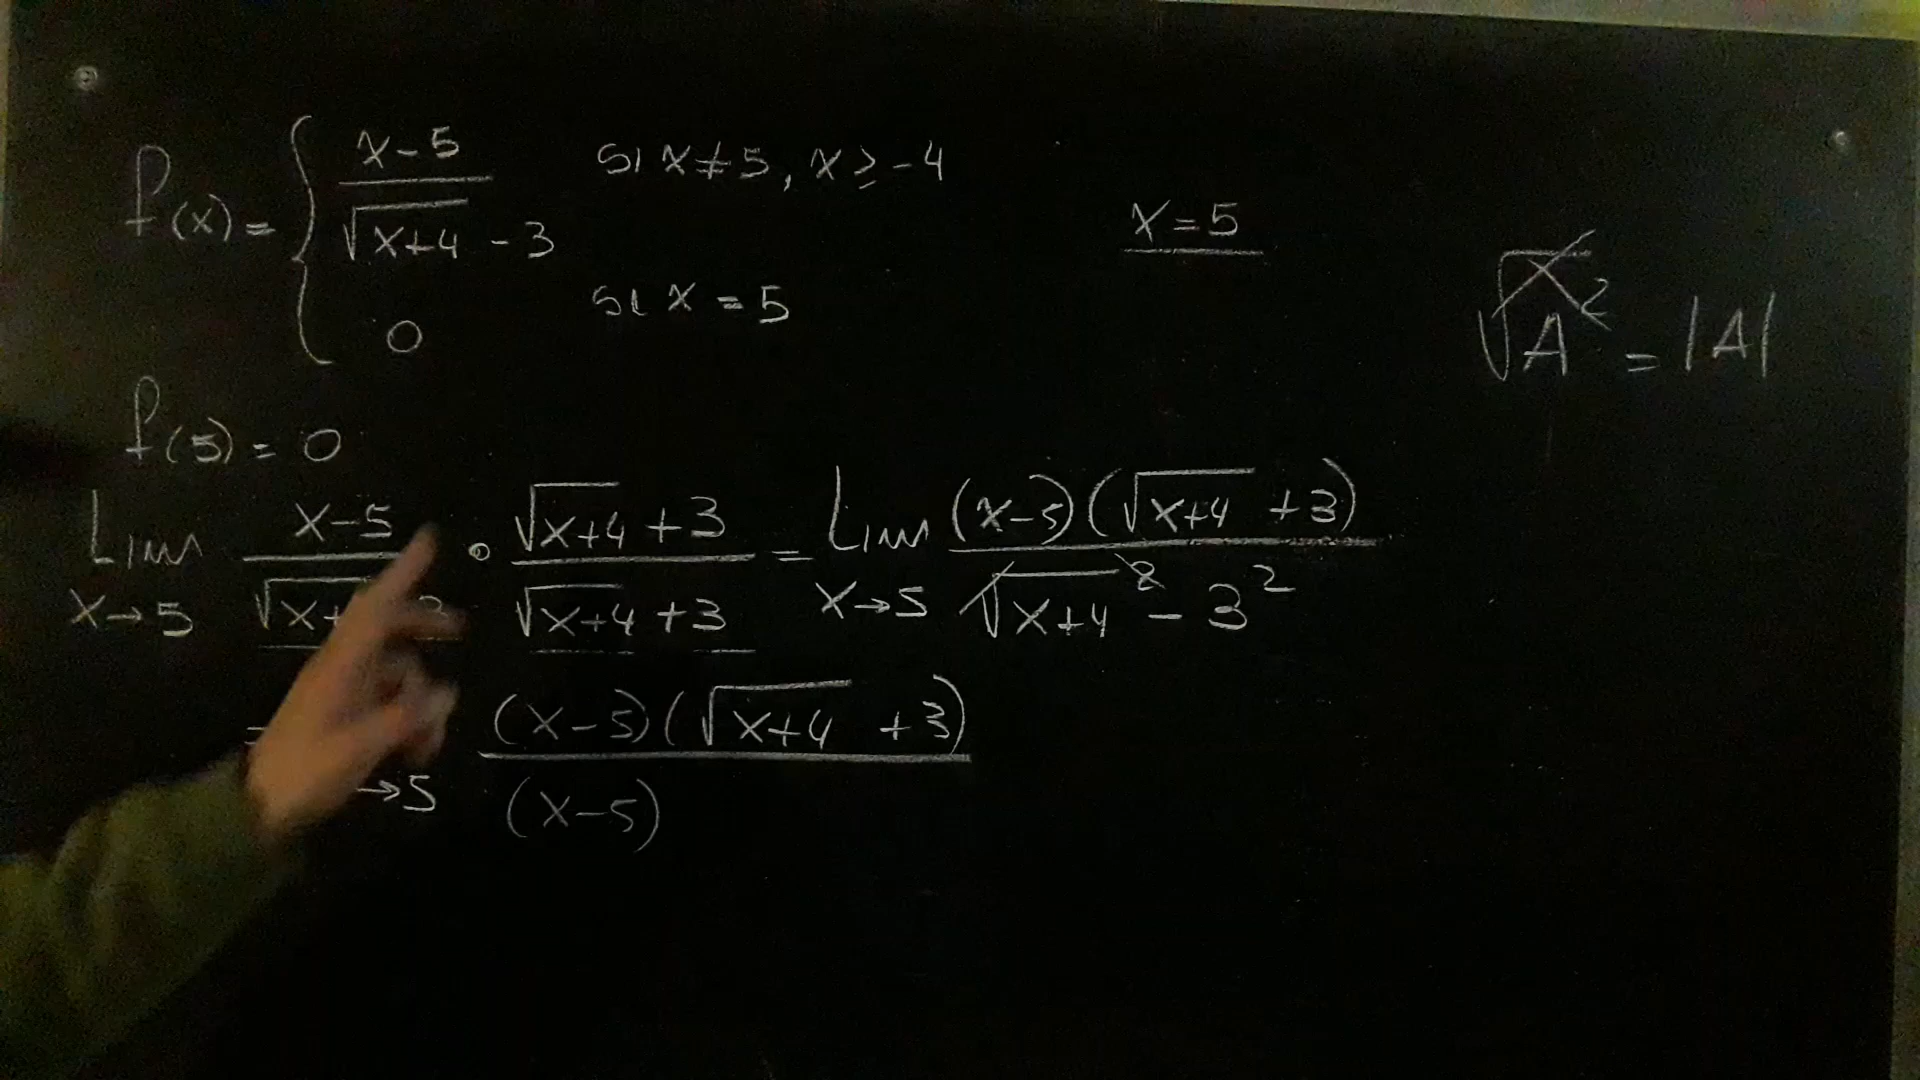 f(x) = { x-5 / √x+4 - 3 si x ≠ 5, x ≥ -4
0 si x = 5
x = 5
√A² = |A|
f(5) = 0
Lim x→5 x-5 / √x+ · √x+4 + 3 / √x+4 + 3 = Lim x→5 (x-5)(√x+4 + 3) / √x+4² - 3²
→5 (x-5)(√x+4 + 3) / (x-5)